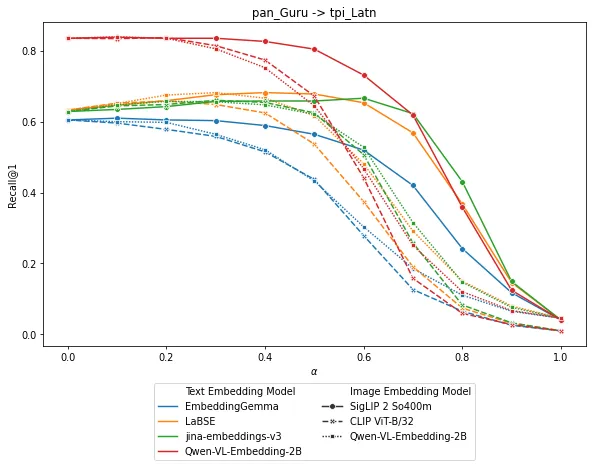 pan_Guru -> tpi_Latn
Recall@1
0.8
0.6
0.4
0.2
0.0
0.0 0.2 0.4 0.6 0.8 1.0
α
Text Embedding Model
EmbeddingGemma
LaBSE
jina-embeddings-v3
Qwen-VL-Embedding-2B
Image Embedding Model
SigLIP 2 So400m
CLIP ViT-B/32
Qwen-VL-Embedding-2B